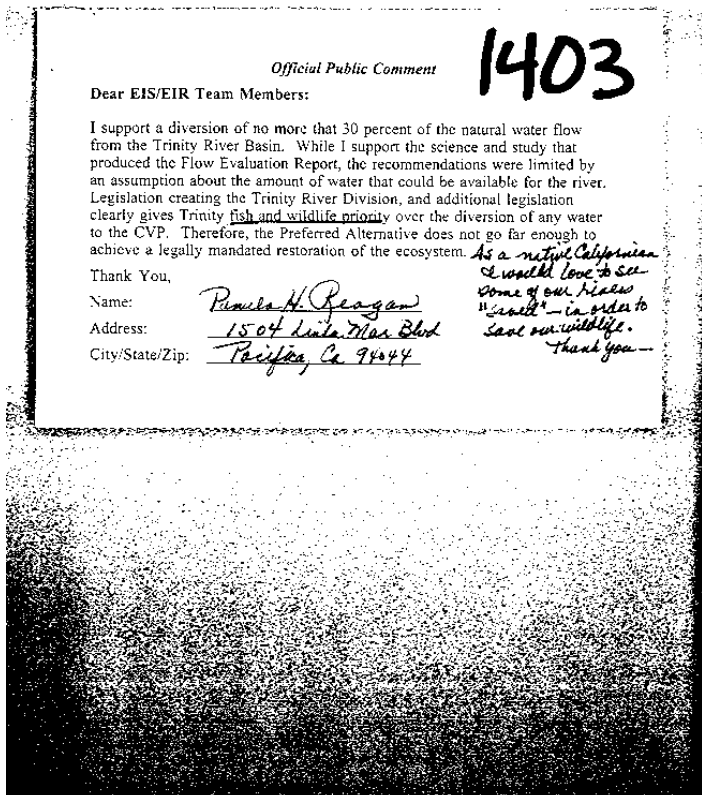 1403
Official Public Comment
Dear EIS/EIR Team Members:
I support a diversion of no more that 30 percent of the natural water flow
from the Trinity River Basin. While I support the science and study that
produced the Flow Evaluation Report, the recommendations were limited by
an assumption about the amount of water that could be available for the river.
Legislation creating the Trinity River Division, and additional legislation
clearly gives Trinity fish and wildlife priority over the diversion of any water
to the CVP. Therefore, the Preferred Alternative does not go far enough to
achieve a legally mandated restoration of the ecosystem.
As a native Californian
I would love to see
some of our rivers
"saved" — in order to
save our wildlife.
Thank you —
Thank You,
Name: Pamela H. Reagan
Address: 1504 Linda Mar Blvd
City/State/Zip: Pacifica, Ca 94044